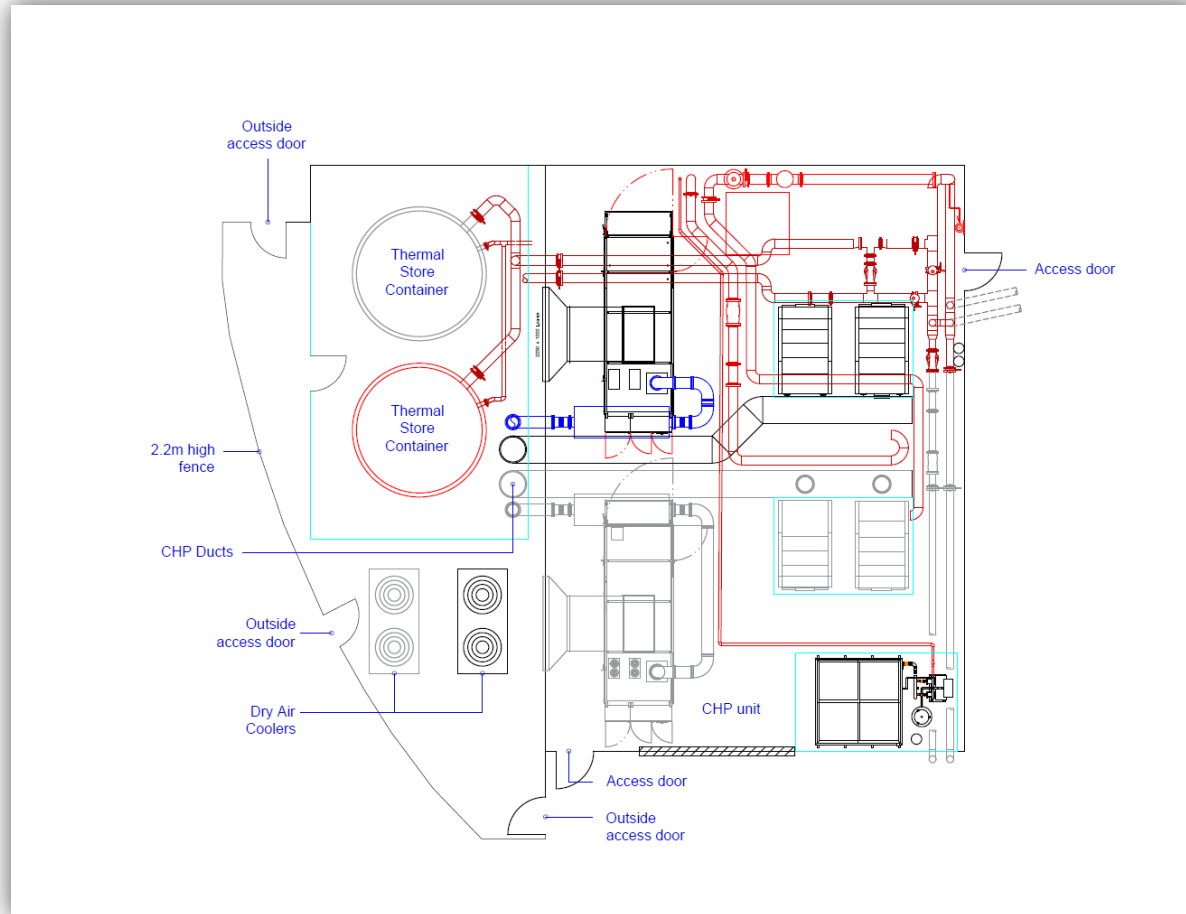 Outside
access door
Thermal
Store
Container
Access door
Thermal
Store
Container
2.2m high
fence
CHP Ducts
Outside
access door
Dry Air
Coolers
CHP unit
Access door
Outside
access door